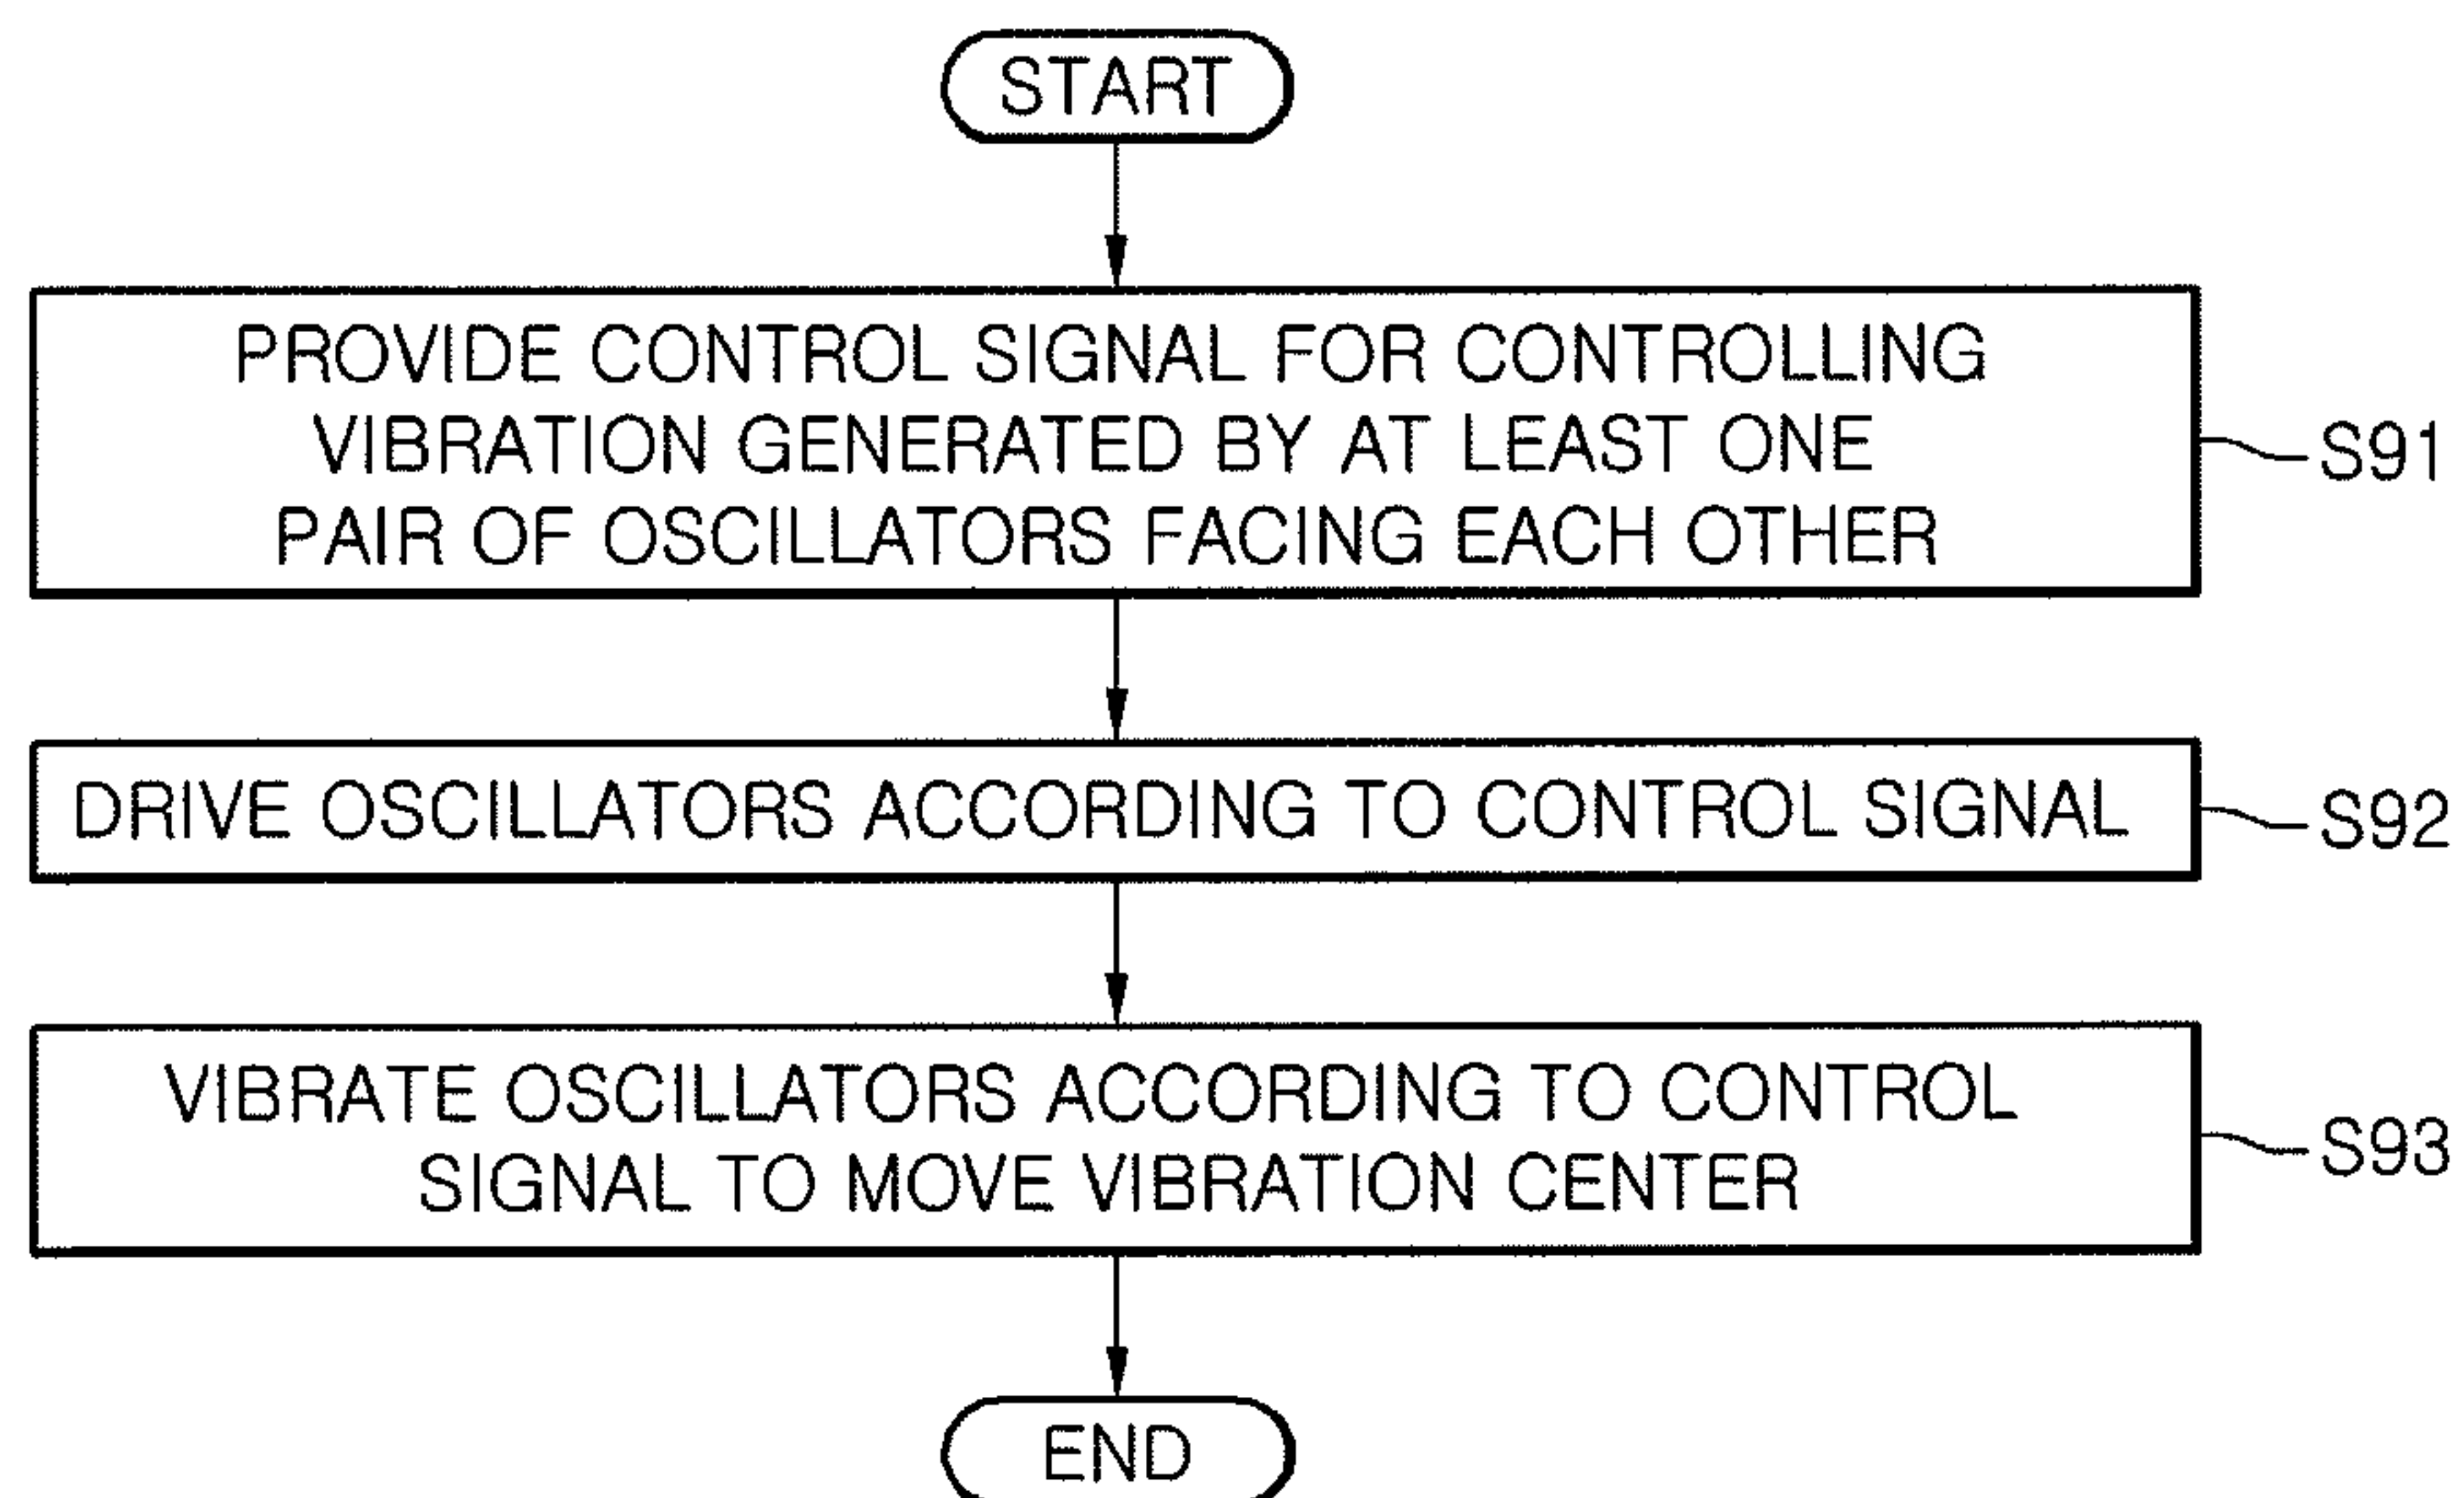 START
PROVIDE CONTROL SIGNAL FOR CONTROLLING
VIBRATION GENERATED BY AT LEAST ONE
PAIR OF OSCILLATORS FACING EACH OTHER
S91
DRIVE OSCILLATORS ACCORDING TO CONTROL SIGNAL
S92
VIBRATE OSCILLATORS ACCORDING TO CONTROL
SIGNAL TO MOVE VIBRATION CENTER
S93
END